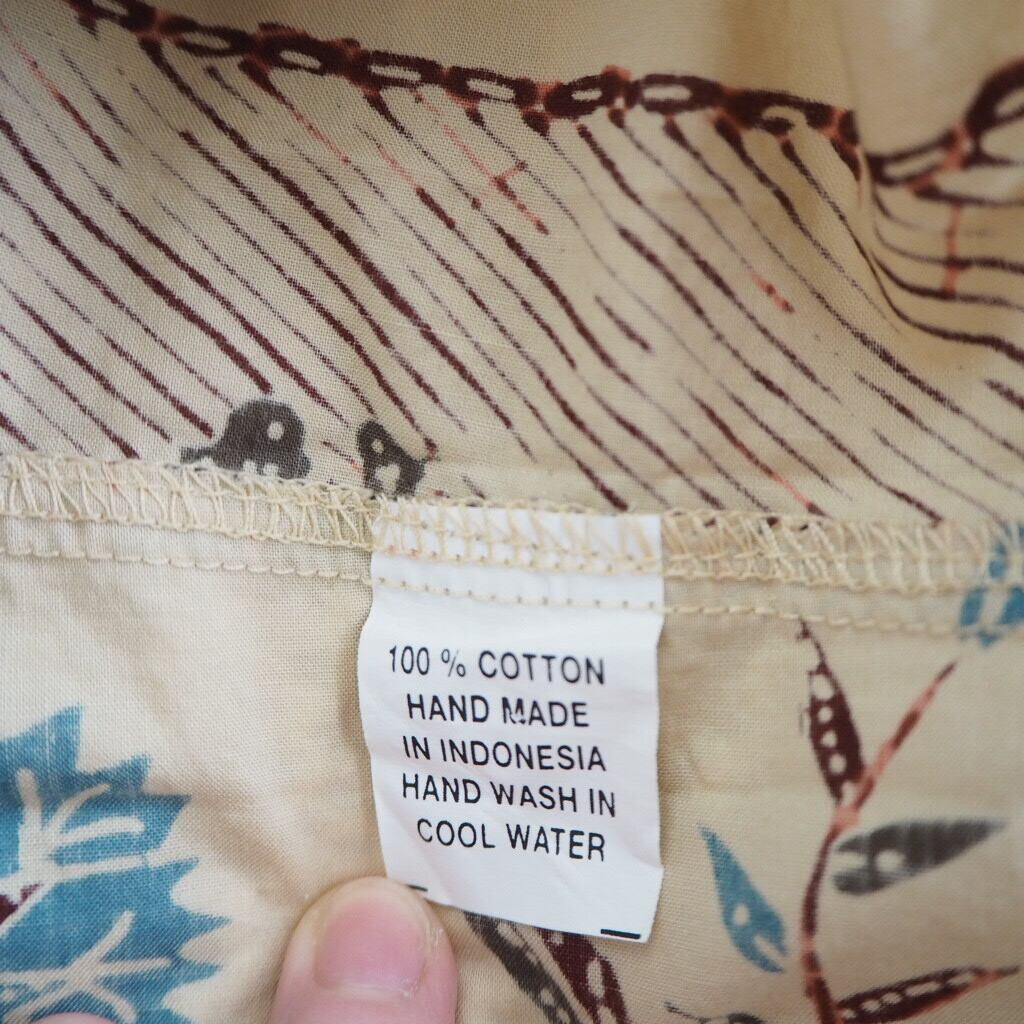 100 % COTTON
HAND MADE
IN INDONESIA
HAND WASH IN
COOL WATER